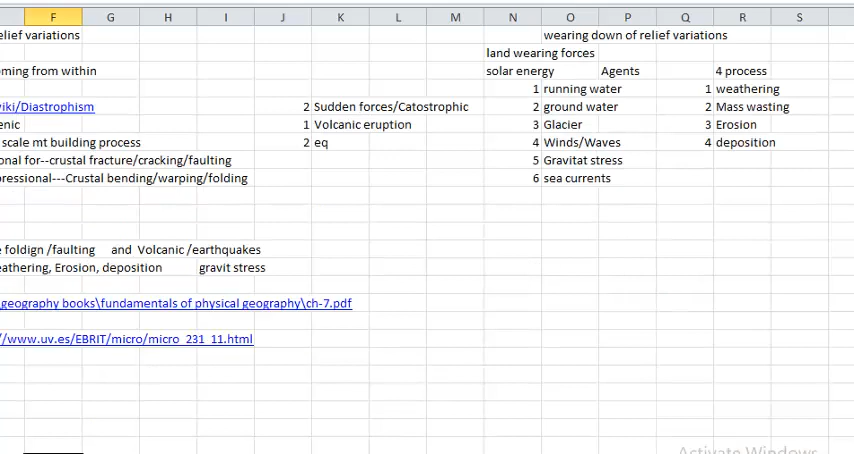 F G H I J K L M N O P Q R S
elief variations wearing down of relief variations
land wearing forces
ming from within solar energy Agents 4 process
1 running water 1 weathering
viki/Diastrophism 2 Sudden forces/Catostrophic 2 ground water 2 Mass wasting
enic 1 Volcanic eruption 3 Glacier 3 Erosion
scale mt building process 2 eq 4 Winds/Waves 4 deposition
onal for--crustal fracture/cracking/faulting 5 Gravitat stress
pressional---Crustal bending/warping/folding 6 sea currents
e foldign /faulting and Volcanic /earthquakes
eathering, Erosion, deposition gravit stress
geography books\fundamentals of physical geography\ch-7.pdf
//www.uv.es/EBRIT/micro/micro_231_11.html
Activate Windows